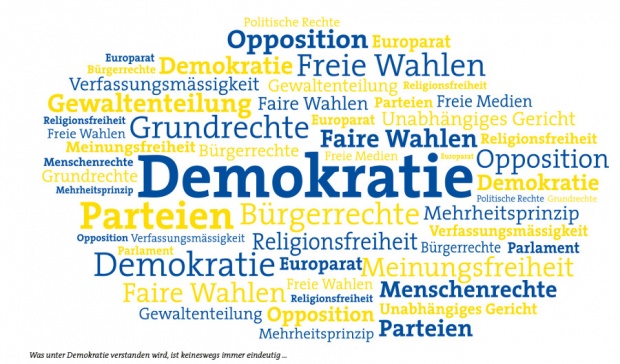 Politische Rechte
Opposition Europarat
Europarat
Bürgerrechte Demokratie Freie Wahlen
Verfassungsmässigkeit Gewaltenteilung Religionsfreiheit
Gewaltenteilung Faire Wahlen Parteien Freie Medien
Religionsfreiheit Grundrechte Europarat Unabhängiges Gericht
Freie Wahlen Faire Wahlen Religionsfreiheit
Meinungsfreiheit Bürgerrechte Freie Medien Europarat Opposition
Menschenrechte Demokratie
Grundrechte Demokratie
Mehrheitsprinzip Politische Rechte Grundrechte
Parteien Bürgerrechte Mehrheitsprinzip
Verfassungsmässigkeit
Opposition Verfassungsmässigkeit Religionsfreiheit Bürgerrechte Parlament
Parlament
Demokratie Europarat Meinungsfreiheit
Faire Wahlen Freie Wahlen Menschenrechte
Religionsfreiheit
Gewaltenteilung Opposition Unabhängiges Gericht
Mehrheitsprinzip Parteien
Was unter Demokratie verstanden wird, ist keineswegs immer eindeutig ...